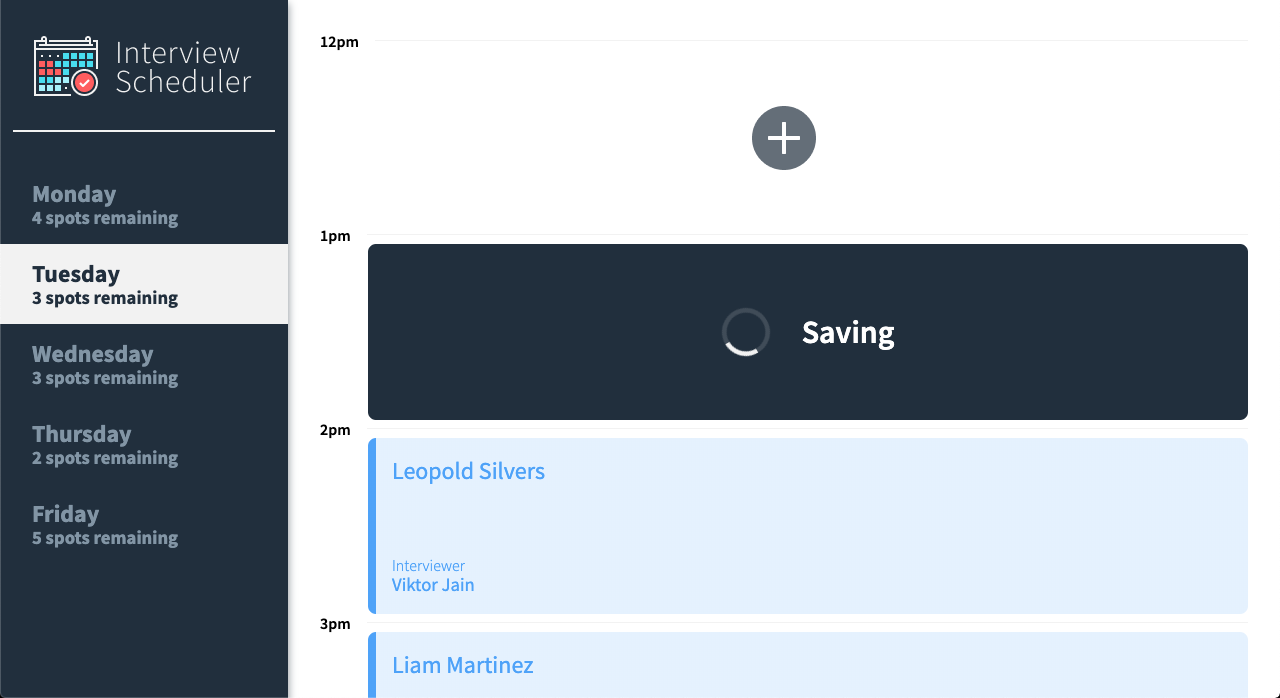 Interview
Scheduler
Monday
4 spots remaining
Tuesday
3 spots remaining
Wednesday
3 spots remaining
Thursday
2 spots remaining
Friday
5 spots remaining
12pm
1pm
Saving
2pm
Leopold Silvers
Interviewer
Viktor Jain
3pm
Liam Martinez